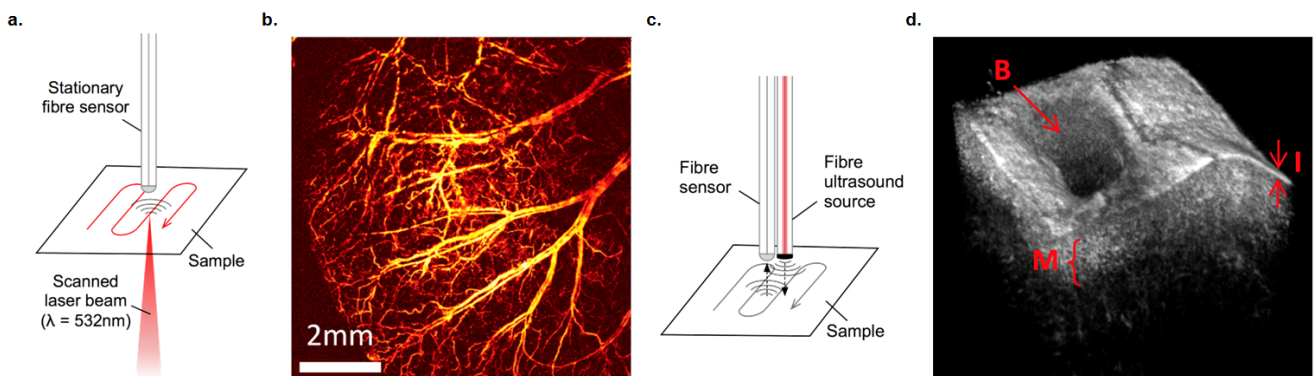 a.
Stationary
fibre sensor
Sample
Scanned
laser beam
(λ = 532nm)
b.
2mm
c.
Fibre
sensor
Fibre
ultrasound
source
Sample
d.
B
I
M